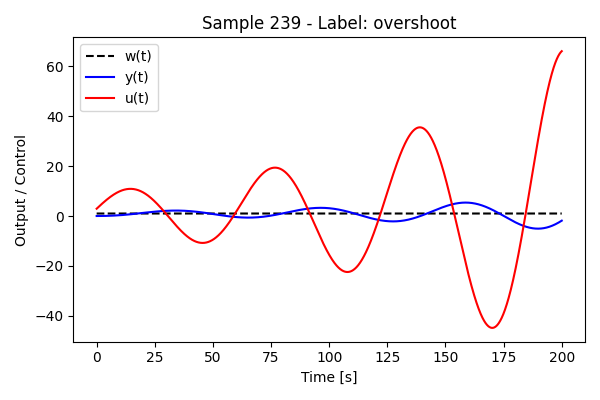 Sample 239 - Label: overshoot
w(t)
y(t)
u(t)
Output / Control
60
40
20
0
−20
−40
0
25
50
75
100
125
150
175
200
Time [s]